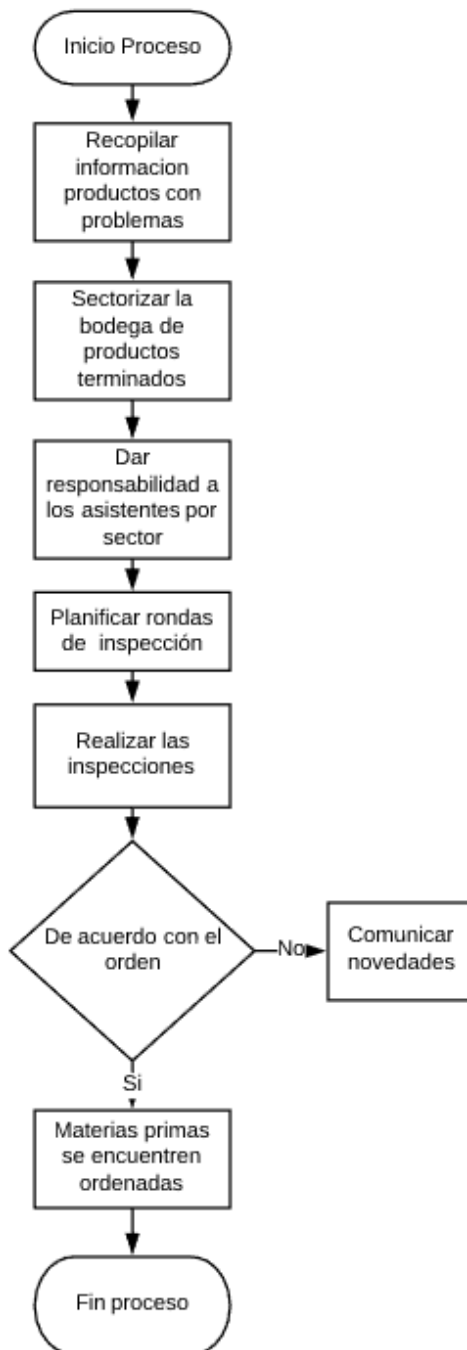 Inicio Proceso
Recopilar
informacion
productos con
problemas
Sectorizar la
bodega de
productos
terminados
Dar
responsabilidad a
los asistentes por
sector
Planificar rondas
de inspección
Realizar las
inspecciones
De acuerdo con el
orden
No
Comunicar
novedades
Si
Materias primas
se encuentren
ordenadas
Fin proceso